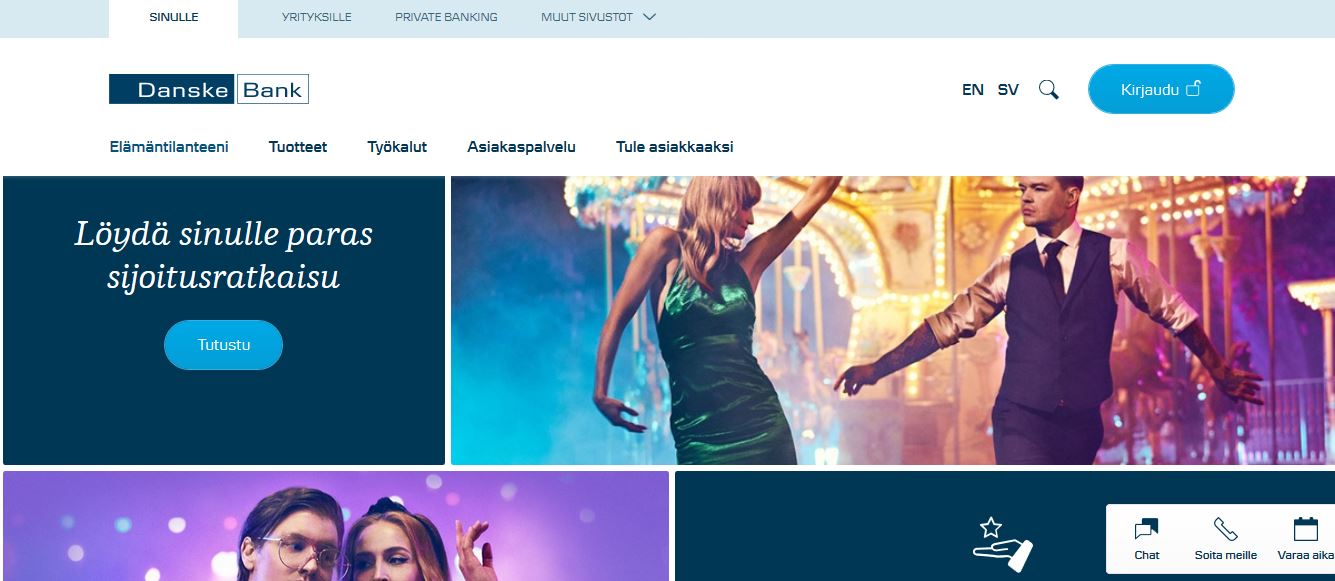 SINULLE YRITYKSILLE PRIVATE BANKING MUUT SIVUSTOT
Danske Bank
EN SV
Kirjaudu
Elämäntilanteeni Tuotteet Työkalut Asiakaspalvelu Tule asiakkaaksi
Löydä sinulle paras
sijoitusratkaisu
Tutustu
Chat Soita meille Varaa aika